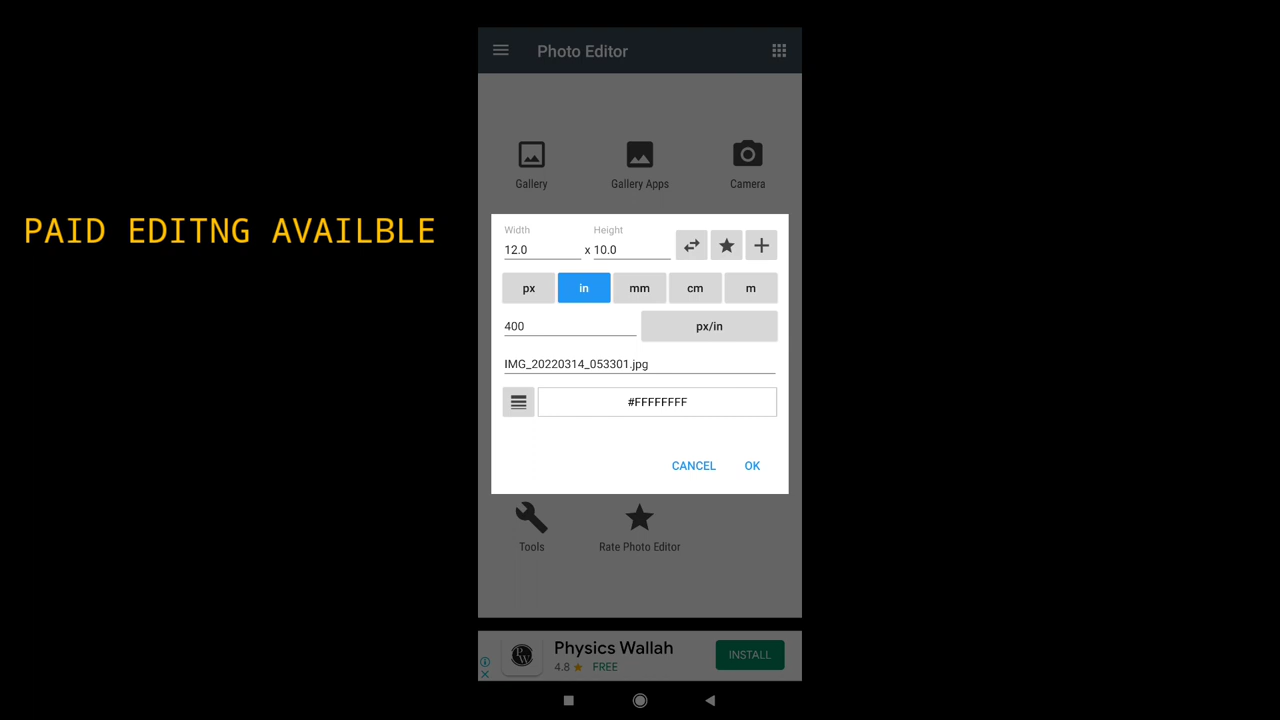 Photo Editor
Gallery
Gallery Apps
Camera
PAID EDITNG AVAILBLE
Width
Height
12.0
x 10.0
px
in
mm
cm
m
400
px/in
IMG_20220314_053301.jpg
#FFFFFFFF
CANCEL
OK
Tools
Rate Photo Editor
Physics Wallah
4.8 ★ FREE
INSTALL